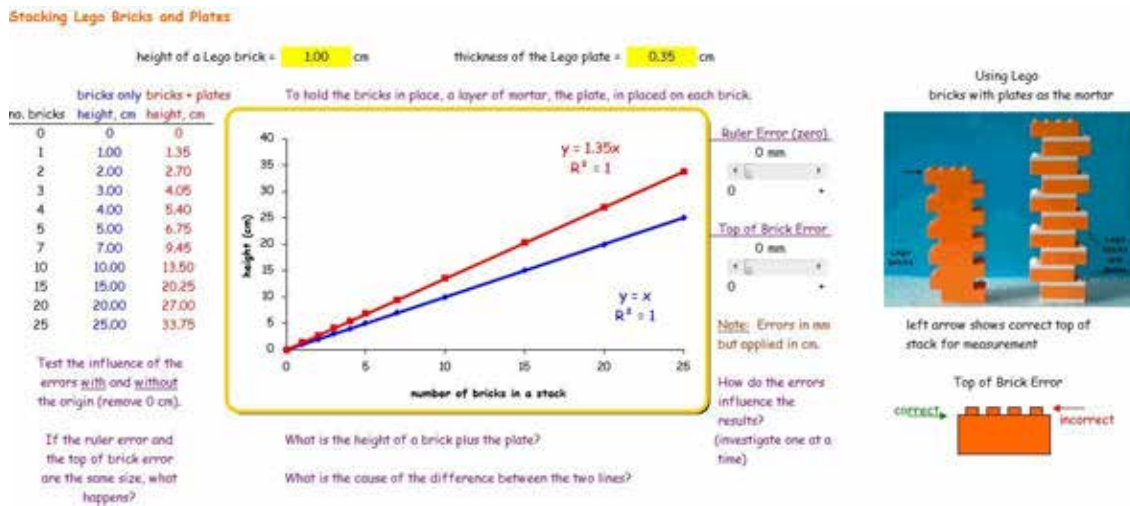 Stacking Lego Bricks and Plates
height of a Lego brick = 1.00 cm
thickness of the Lego plate = 0.35 cm
bricks only bricks + plates
no. bricks height, cm height, cm
0 0 0
1 1.00 1.35
2 2.00 2.70
3 3.00 4.05
4 4.00 5.40
5 5.00 6.75
7 7.00 9.45
10 10.00 13.50
15 15.00 20.25
20 20.00 27.00
25 25.00 33.75
Test the influence of the
errors with and without
the origin (remove 0 cm).
If the ruler error and
the top of brick error
are the same size, what
happens?
To hold the bricks in place, a layer of mortar, the plate, in placed on each brick.
height (cm)
40
35
30
25
20
15
10
5
0
y = 1.35x
R² = 1
y = x
R² = 1
0 5 10 15 20 25
number of bricks in a stack
What is the height of a brick plus the plate?
What is the cause of the difference between the two lines?
Ruler Error (zero)
0 mm
0 +
Top of Brick Error
0 mm
0 +
Note: Errors in mm
but applied in cm.
How do the errors
influence the
results?
(investigate one at a
time)
Using Lego
bricks with plates as the mortar
Lego
bricks
left arrow shows correct top of
stack for measurement
Top of Brick Error
correct
incorrect